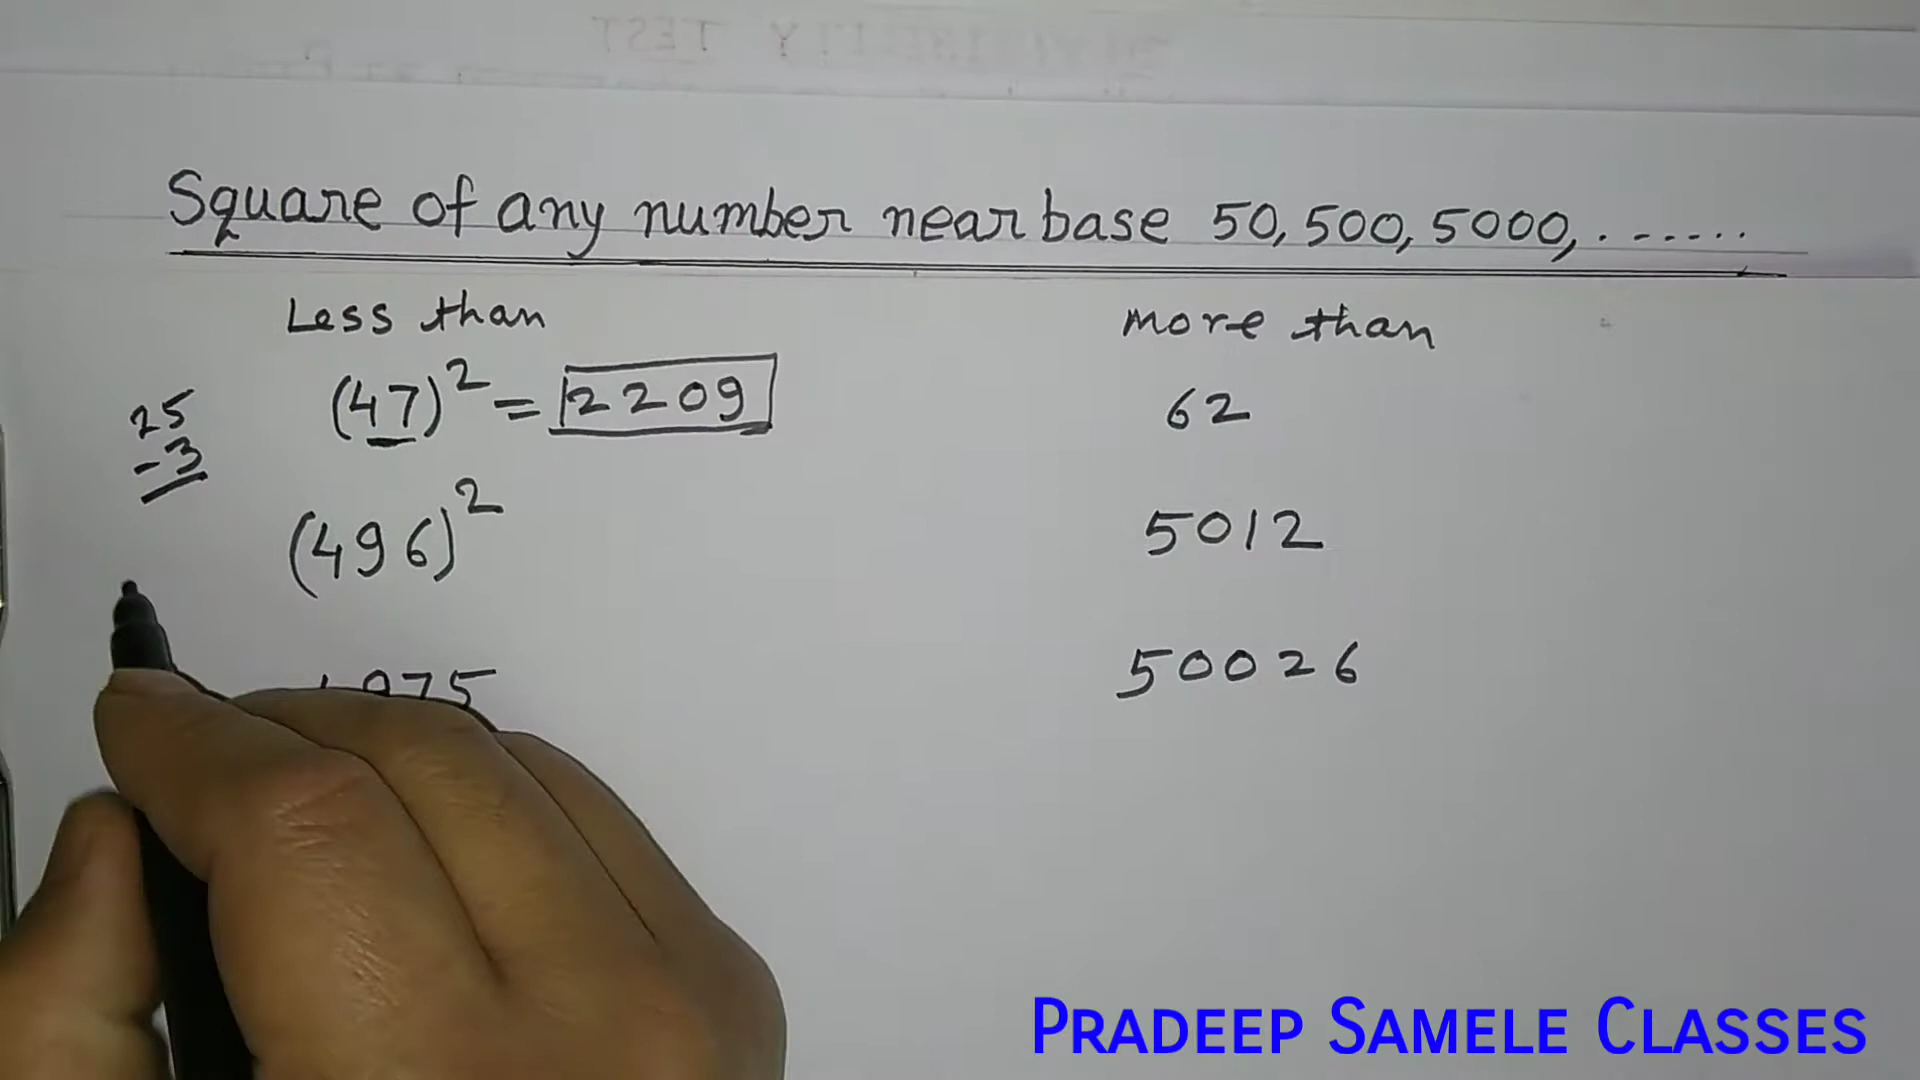 Square of any number near base 50, 500, 5000, .......
Less than
(47)² = 2209
25
-3
(496)²
4975
More than
62
5012
50026
PRADEEP SAMELE CLASSES